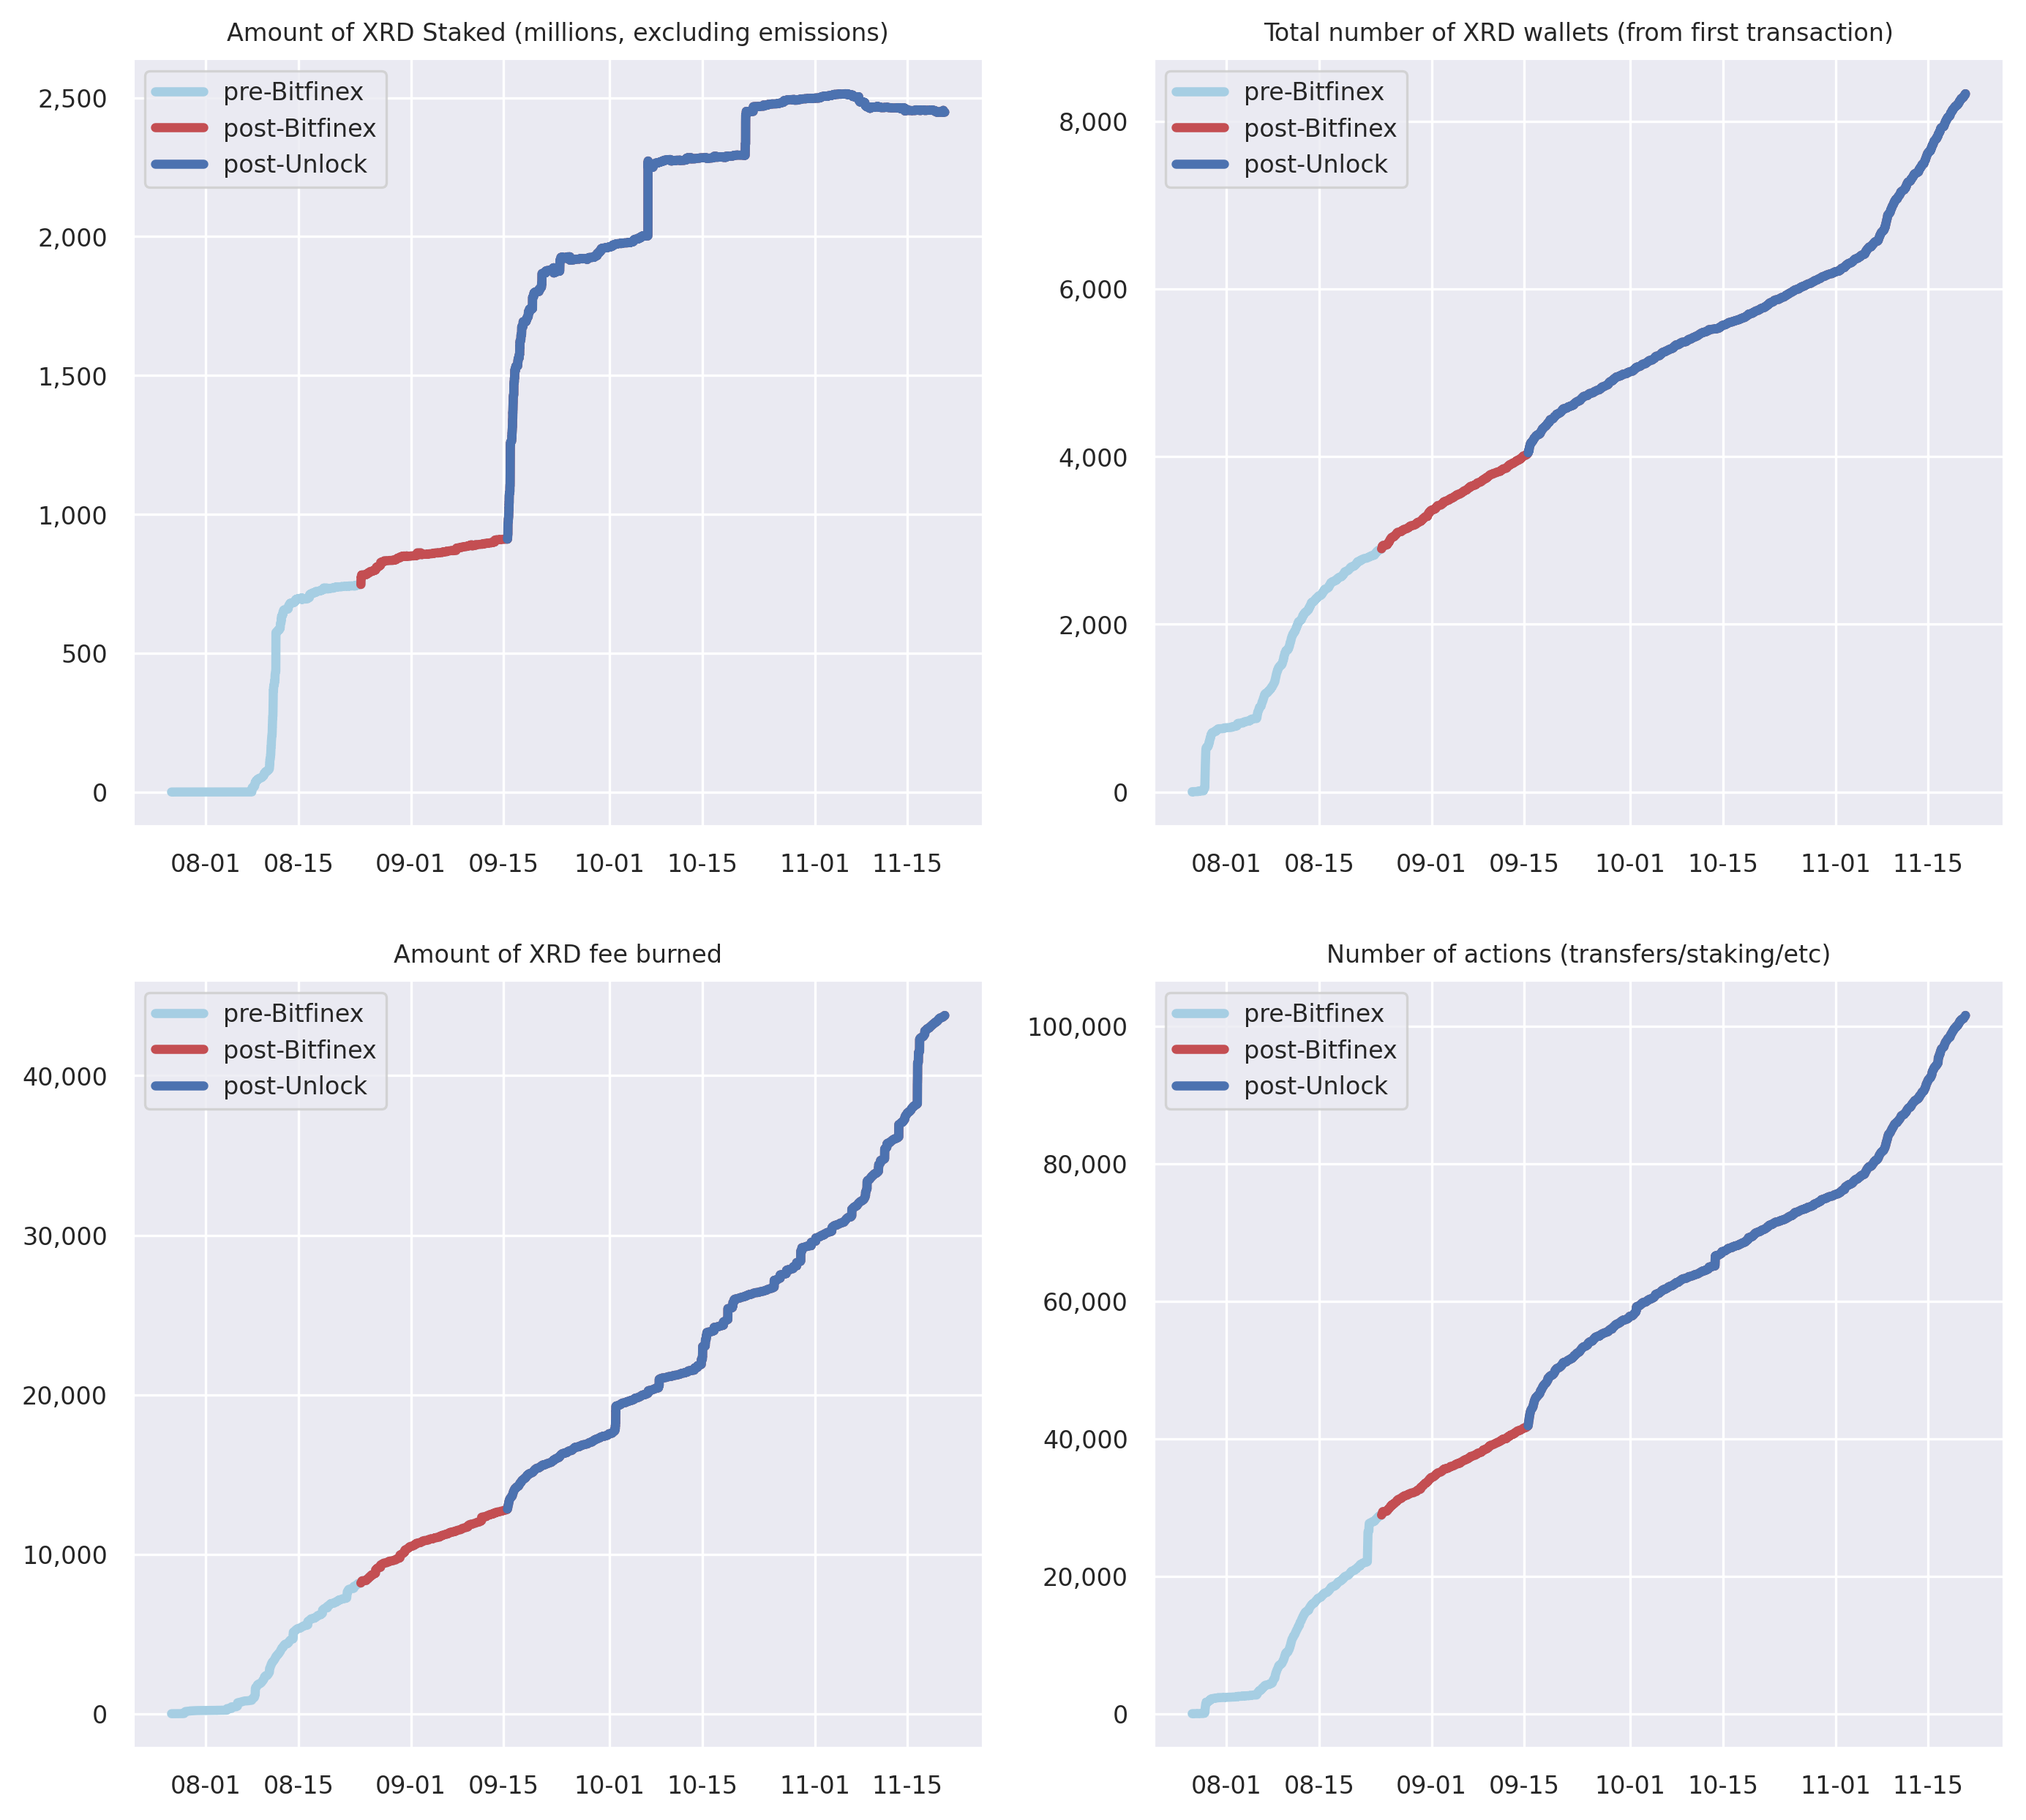 Amount of XRD Staked (millions, excluding emissions)
pre-Bitfinex
post-Bitfinex
post-Unlock
2,500
2,000
1,500
1,000
500
0
08-01 08-15 09-01 09-15 10-01 10-15 11-01 11-15
Total number of XRD wallets (from first transaction)
pre-Bitfinex
post-Bitfinex
post-Unlock
8,000
6,000
4,000
2,000
0
08-01 08-15 09-01 09-15 10-01 10-15 11-01 11-15
Amount of XRD fee burned
pre-Bitfinex
post-Bitfinex
post-Unlock
40,000
30,000
20,000
10,000
0
08-01 08-15 09-01 09-15 10-01 10-15 11-01 11-15
Number of actions (transfers/staking/etc)
pre-Bitfinex
post-Bitfinex
post-Unlock
100,000
80,000
60,000
40,000
20,000
0
08-01 08-15 09-01 09-15 10-01 10-15 11-01 11-15